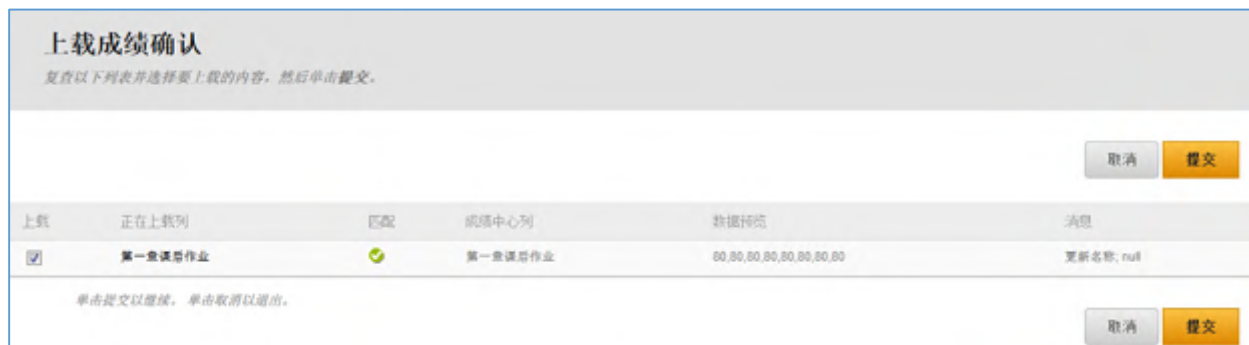 上载成绩确认
复查以下列表并选择要上载的内容，然后单击提交。
取消 提交
上载 正在上载列 匹配 成绩中心列 数据预览 消息
第一章课后作业 第一章课后作业 80,80,80,80,80,80,80,80,80 更新名称; null
单击提交以继续， 单击取消以退出。
取消 提交